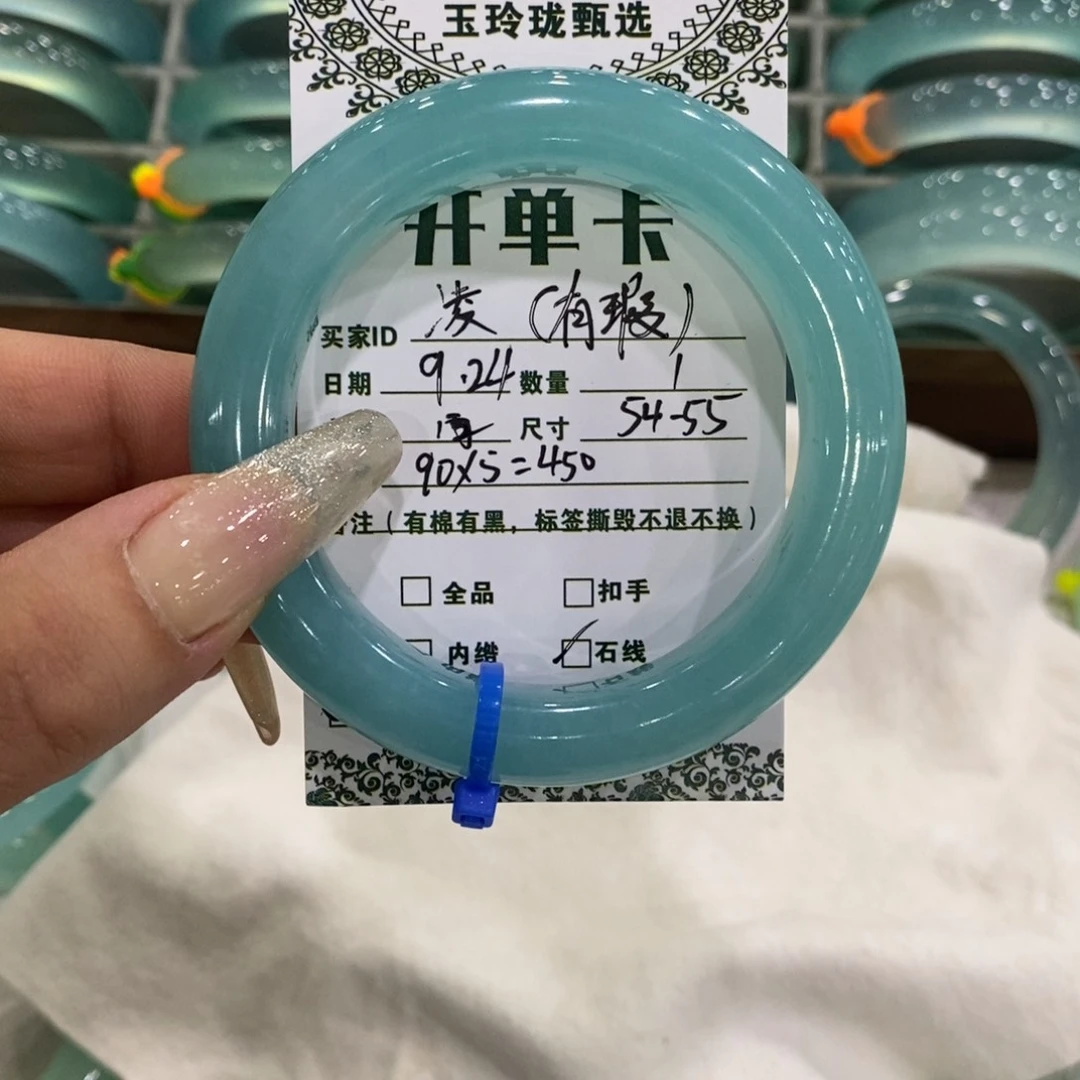 玉玲珑甄选
开单卡
买家ID 凌(有瑕)
日期 9.24 数量 1
尺寸 54-55
90x5=450
备注(有棉有黑,标签撕毁不退不换)
全品 扣手
内绺 石线